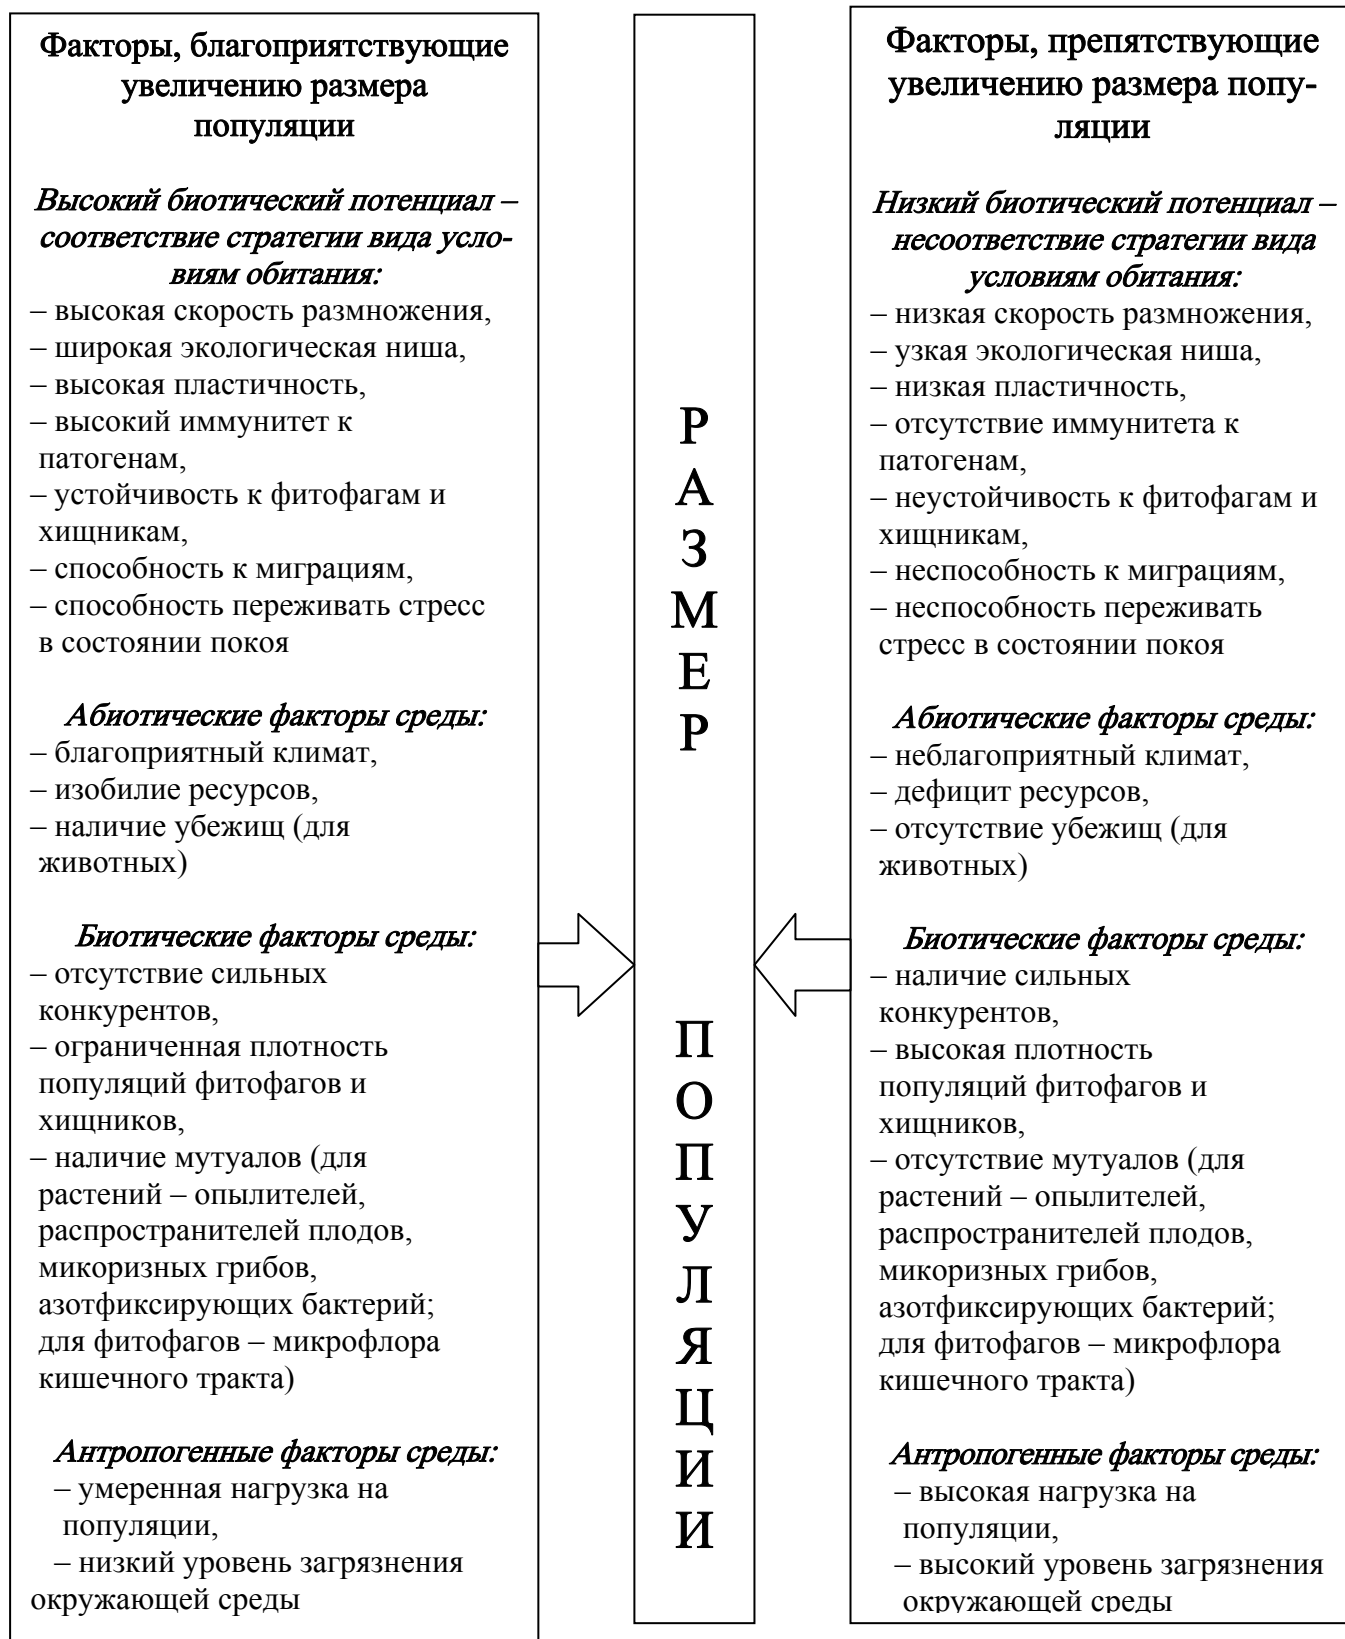 Факторы, благоприятствующие
увеличению размера
популяции
Высокий биотический потенциал –
соответствие стратегии вида усло-
виям обитания:
– высокая скорость размножения,
– широкая экологическая ниша,
– высокая пластичность,
– высокий иммунитет к
патогенам,
– устойчивость к фитофагам и
хищникам,
– способность к миграциям,
– способность переживать стресс
в состоянии покоя
Абиотические факторы среды:
– благоприятный климат,
– изобилие ресурсов,
– наличие убежищ (для
животных)
Биотические факторы среды:
– отсутствие сильных
конкурентов,
– ограниченная плотность
популяций фитофагов и
хищников,
– наличие мутуалов (для
растений – опылителей,
распространителей плодов,
микоризных грибов,
азотфиксирующих бактерий;
для фитофагов – микрофлора
кишечного тракта)
Антропогенные факторы среды:
– умеренная нагрузка на
популяции,
– низкий уровень загрязнения
окружающей среды
Р
А
З
М
Е
Р
П
О
П
У
Л
Я
Ц
И
И
Факторы, препятствующие
увеличению размера попу-
ляции
Низкий биотический потенциал –
несоответствие стратегии вида
условиям обитания:
– низкая скорость размножения,
– узкая экологическая ниша,
– низкая пластичность,
– отсутствие иммунитета к
патогенам,
– неустойчивость к фитофагам и
хищникам,
– неспособность к миграциям,
– неспособность переживать
стресс в состоянии покоя
Абиотические факторы среды:
– неблагоприятный климат,
– дефицит ресурсов,
– отсутствие убежищ (для
животных)
Биотические факторы среды:
– наличие сильных
конкурентов,
– высокая плотность
популяций фитофагов и
хищников,
– отсутствие мутуалов (для
растений – опылителей,
распространителей плодов,
микоризных грибов,
азотфиксирующих бактерий;
для фитофагов – микрофлора
кишечного тракта)
Антропогенные факторы среды:
– высокая нагрузка на
популяции,
– высокий уровень загрязнения
окружающей среды